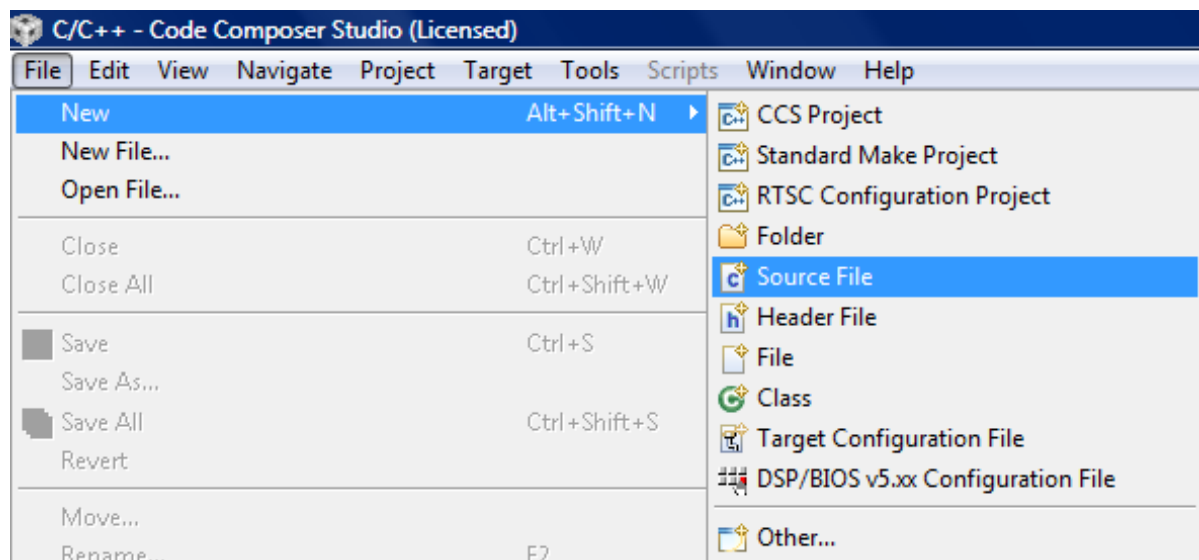 C/C++ - Code Composer Studio (Licensed)
File Edit View Navigate Project Target Tools Scripts Window Help
New Alt+Shift+N
New File...
Open File...
Close Ctrl+W
Close All Ctrl+Shift+W
Save Ctrl+S
Save As...
Save All Ctrl+Shift+S
Revert
Move...
Rename... F2
CCS Project
Standard Make Project
RTSC Configuration Project
Folder
Source File
Header File
File
Class
Target Configuration File
DSP/BIOS v5.xx Configuration File
Other...